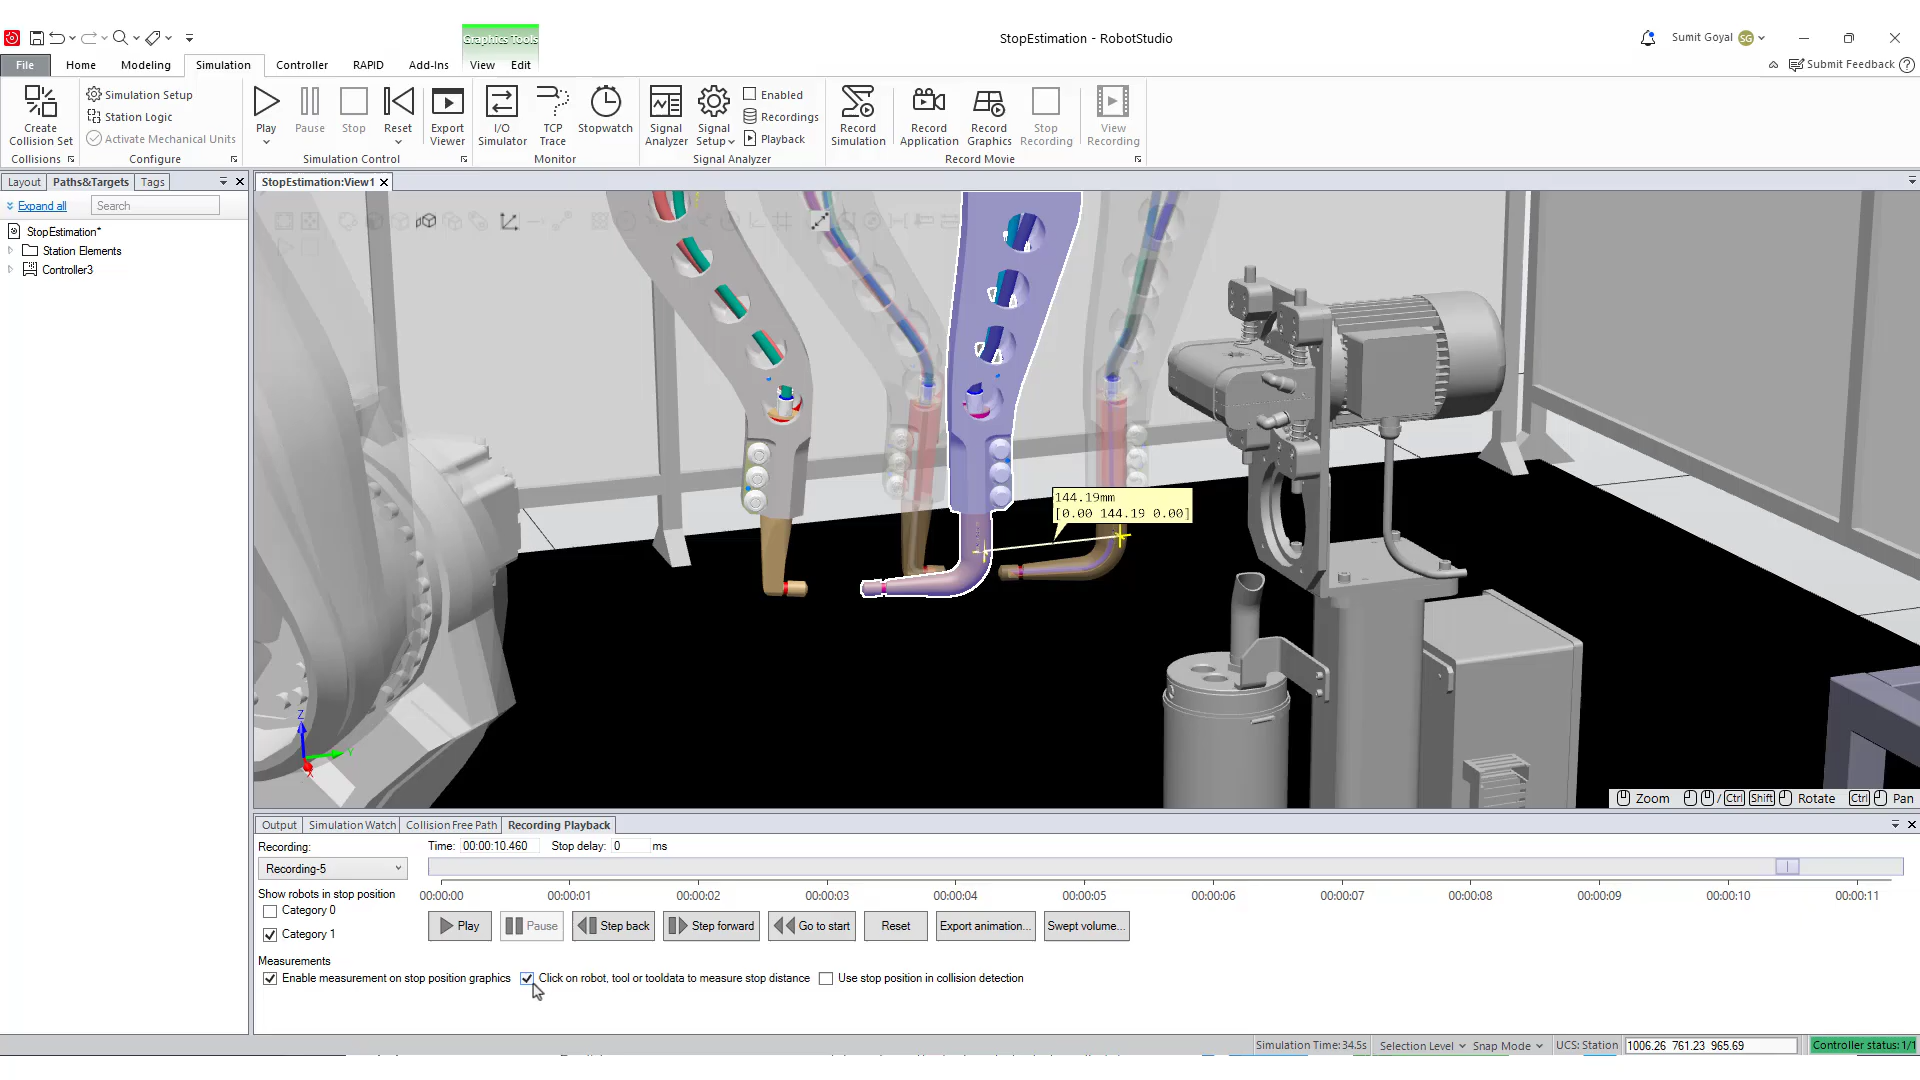 Graphics Tools
StopEstimation - RobotStudio
Sumit Goyal SG
File Home Modeling Simulation Controller RAPID Add-Ins View Edit
Submit Feedback
Create Collision Set
Collisions
Simulation Setup
Station Logic
Activate Mechanical Units
Configure
Play Pause Stop Reset
Simulation Control
Export Viewer
I/O Simulator
TCP Trace
Stopwatch
Monitor
Signal Analyzer
Signal Setup
Enabled
Recordings
Playback
Signal Analyzer
Record Simulation
Record Application
Record Graphics
Stop Recording
View Recording
Record Movie
Layout Paths&Targets Tags
StopEstimation:View1
Expand all
Search
StopEstimation*
Station Elements
Controller3
144.19mm
[0.00 144.19 0.00]
Z
Y
X
Zoom / Ctrl Shift Rotate Ctrl Pan
Output Simulation Watch Collision Free Path Recording Playback
Recording:
Time: 00:00:10.460 Stop delay: 0 ms
Recording-5
Show robots in stop position
00:00:00 00:00:01 00:00:02 00:00:03 00:00:04 00:00:05 00:00:06 00:00:07 00:00:08 00:00:09 00:00:10 00:00:11
Category 0
Category 1
Play Pause Step back Step forward Go to start Reset Export animation... Swept volume...
Measurements
Enable measurement on stop position graphics Click on robot, tool or tooldata to measure stop distance Use stop position in collision detection
Simulation Time: 34.5s Selection Level Snap Mode UCS: Station 1006.26 761.23 965.69 Controller status: 1/1